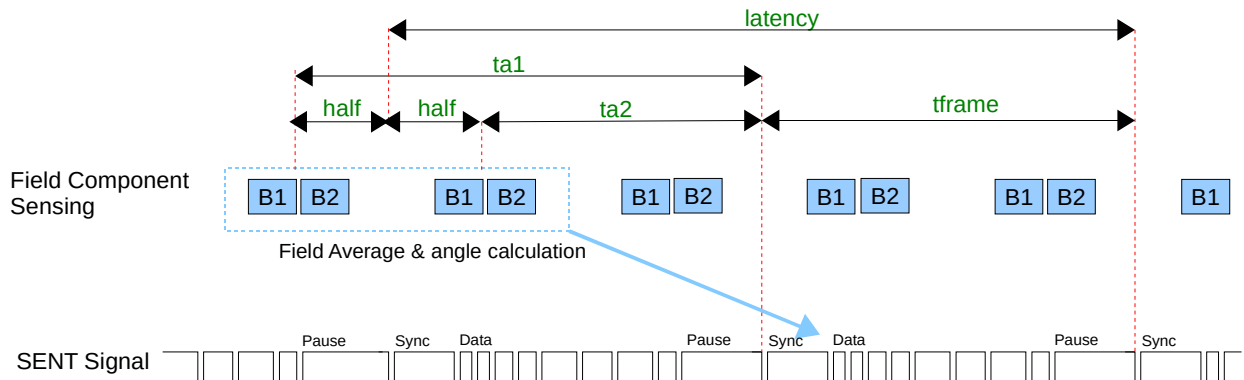 latency
ta1
half half ta2 tframe
Field Component
Sensing
B1 B2 B1 B2 B1 B2 B1 B2 B1 B2 B1
Field Average & angle calculation
Pause Sync Data Pause Sync Data Pause Sync
SENT Signal